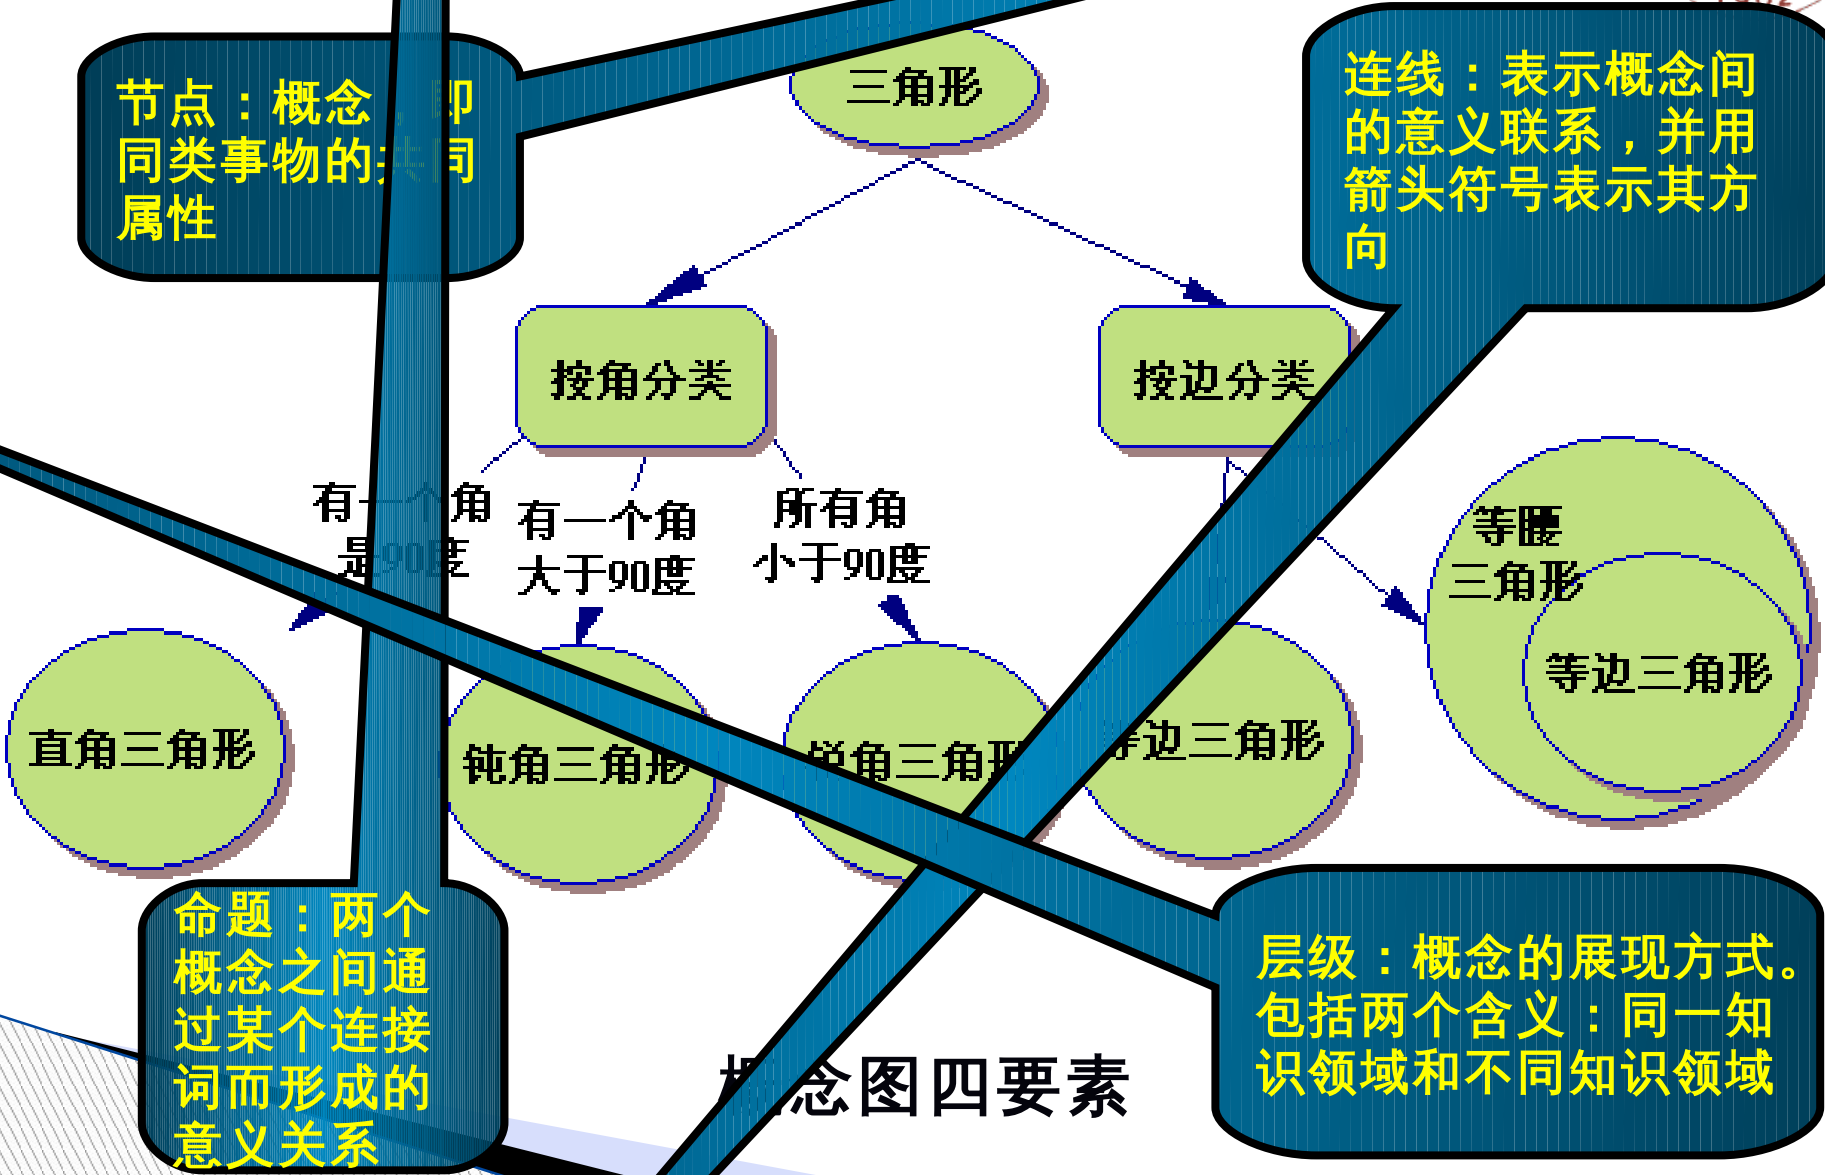 节点：概念，即
同类事物的共同
属性
三角形
连线：表示概念间
的意义联系，并用
箭头符号表示其方
向
按角分类
按边分类
有一个角
是90度
有一个角
大于90度
所有角
小于90度
等腰
三角形
等边三角形
直角三角形
钝角三角形
锐角三角形
等边三角形
命题：两个
概念之间通
过某个连接
词而形成的
意义关系
层级：概念的展现方式。
包括两个含义：同一知
识领域和不同知识领域
概念图四要素